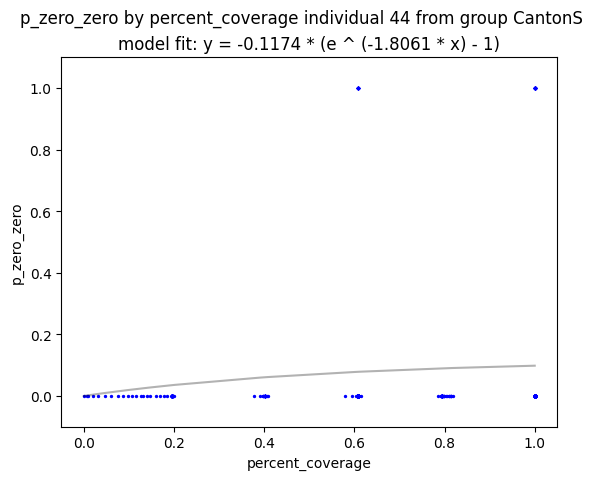 p_zero_zero by percent_coverage individual 44 from group CantonS
model fit: y = -0.1174 * (e ^ (-1.8061 * x) - 1)
1.0
0.8
0.6
0.4
0.2
0.0
p_zero_zero
0.0 0.2 0.4 0.6 0.8 1.0
percent_coverage